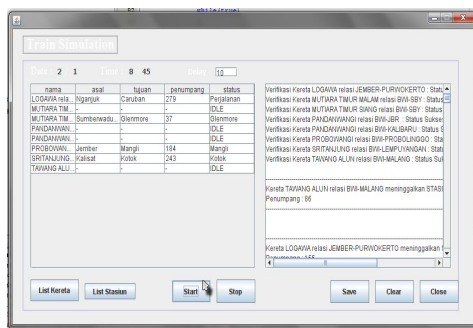 57 while(true)
Train Simulation
Date 2 1 Time 8 45 Delay 10
nama asal tujuan penumpang status
LOGAWA rela... Nganjuk Caruban 279 Perjalanan
MUTIARA TIM... - - - IDLE
MUTIARA TIM... Sumberwadu... Glenmore 37 Glenmore
PANDANWAN... - - - IDLE
PANDANWAN... - - - IDLE
PROBOWAN... Jember Mangli 184 Mangli
SRITANJUNG... Kalisat Kotok 243 Kotok
TAWANG ALU... - - - IDLE
Verifikasi Kereta LOGAWA relasi JEMBER-PURWOKERTO : Status
Verifikasi Kereta MUTIARA TIMUR MALAM relasi BWI-SBY : Status
Verifikasi Kereta MUTIARA TIMUR SIANG relasi BWI-SBY : Status
Verifikasi Kereta PANDANWANGI relasi BWI-JBR : Status Sukses
Verifikasi Kereta PANDANWANGI relasi BWI-KALIBARU : Status S
Verifikasi Kereta PROBOWANGI relasi BWI-PROBOLINGGO : Stat
Verifikasi Kereta SRITANJUNG relasi BWI-LEMPUYANGAN : Statu
Verifikasi Kereta TAWANG ALUN relasi BWI-MALANG : Status Suk
Kereta TAWANG ALUN relasi BWI-MALANG meninggalkan STASI
Penumpang : 86
Kereta LOGAWA relasi JEMBER-PURWOKERTO meninggalkan S
Penumpang : 155
List Kereta List Stasiun Start Stop Save Clear Close